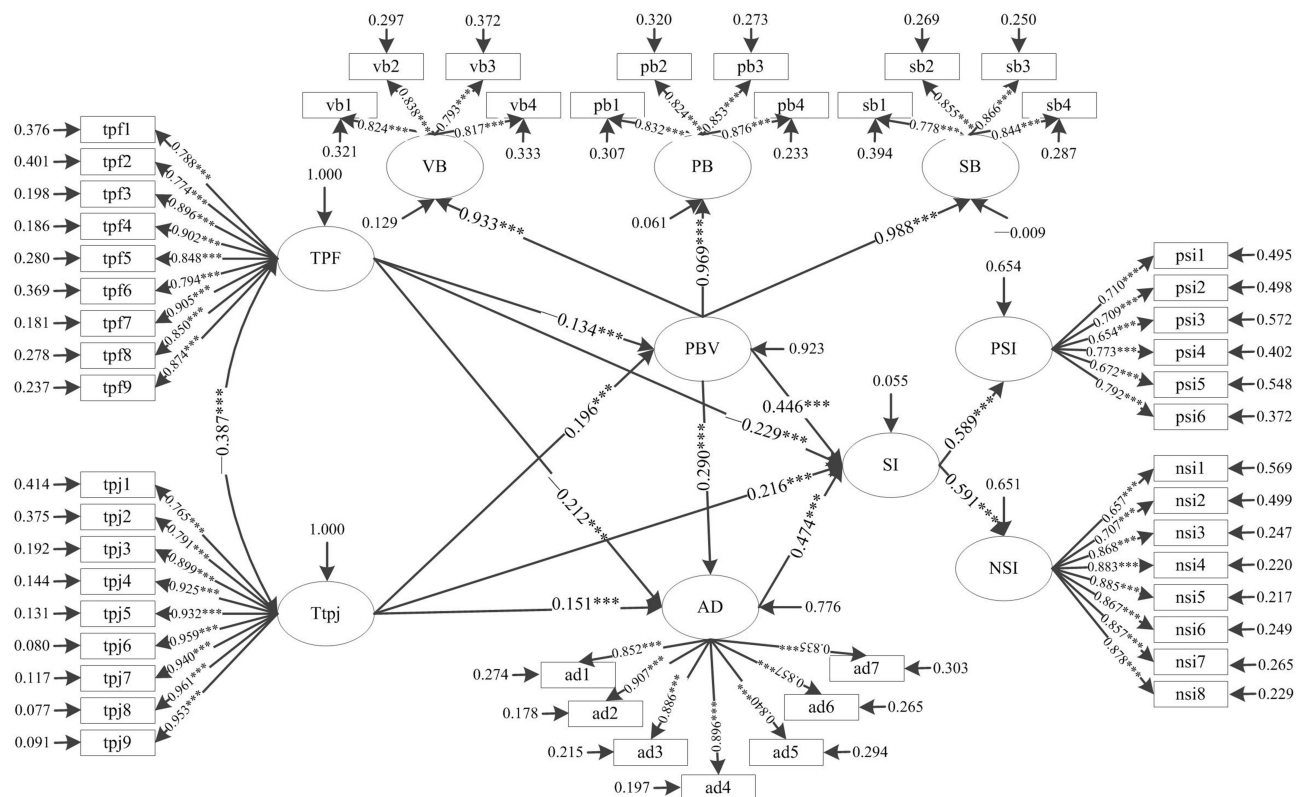 0.297
0.372
0.320
0.273
0.269
0.250
vb2
vb3
pb2
pb3
sb2
sb3
vb1
0.838***
0.793***
vb4
pb1
0.824***
0.853***
pb4
sb1
0.855***
0.866***
sb4
0.824***
0.817***
0.832***
0.876***
0.778***
0.844***
0.321
0.333
0.307
0.233
0.394
0.287
VB
PB
SB
0.376
tpf1
0.788***
0.401
tpf2
0.774***
0.198
tpf3
0.896***
0.186
tpf4
0.902***
0.280
tpf5
0.848***
0.369
tpf6
0.794***
0.181
tpf7
0.905***
0.278
tpf8
0.850***
0.237
tpf9
0.874***
1.000
TPF
0.129
0.933***
0.061
0.969***
0.988***
—0.009
—0.134***
PBV
0.923
0.196***
—0.229***
0.446***
0.290***
—0.387***
—0.212***
0.216***
0.474***
0.055
SI
0.589***
0.591***
0.654
PSI
0.710***
psi1
0.495
0.709***
psi2
0.498
0.654***
psi3
0.572
0.773***
psi4
0.402
0.672***
psi5
0.548
0.792***
psi6
0.372
0.651
NSI
0.657***
nsi1
0.569
0.707***
nsi2
0.499
0.868***
nsi3
0.247
0.883***
nsi4
0.220
0.885***
nsi5
0.217
0.867***
nsi6
0.249
0.857***
nsi7
0.265
0.878***
nsi8
0.229
0.414
tpj1
0.765***
0.375
tpj2
0.791***
0.192
tpj3
0.899***
0.144
tpj4
0.925***
0.131
tpj5
0.932***
0.080
tpj6
0.959***
0.117
tpj7
0.940***
0.077
tpj8
0.961***
0.091
tpj9
0.953***
1.000
Ttpj
0.151***
AD
0.776
0.852***
0.274
ad1
0.907***
0.178
ad2
0.886***
0.215
ad3
0.896***
0.197
ad4
0.840***
ad5
0.294
0.857***
ad6
0.265
0.835***
ad7
0.303